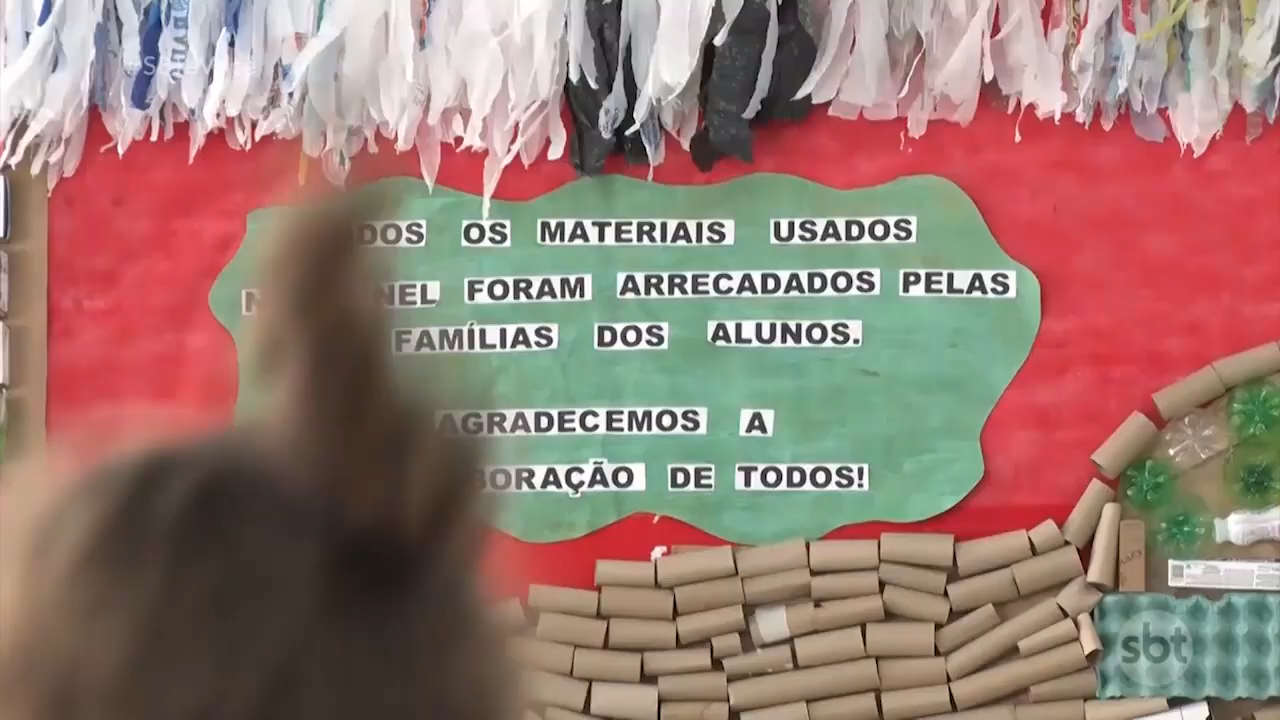 DOS OS MATERIAIS USADOS
NEL FORAM ARRECADADOS PELAS
FAMÍLIAS DOS ALUNOS.
AGRADECEMOS A
BORAÇÃO DE TODOS!
sbt